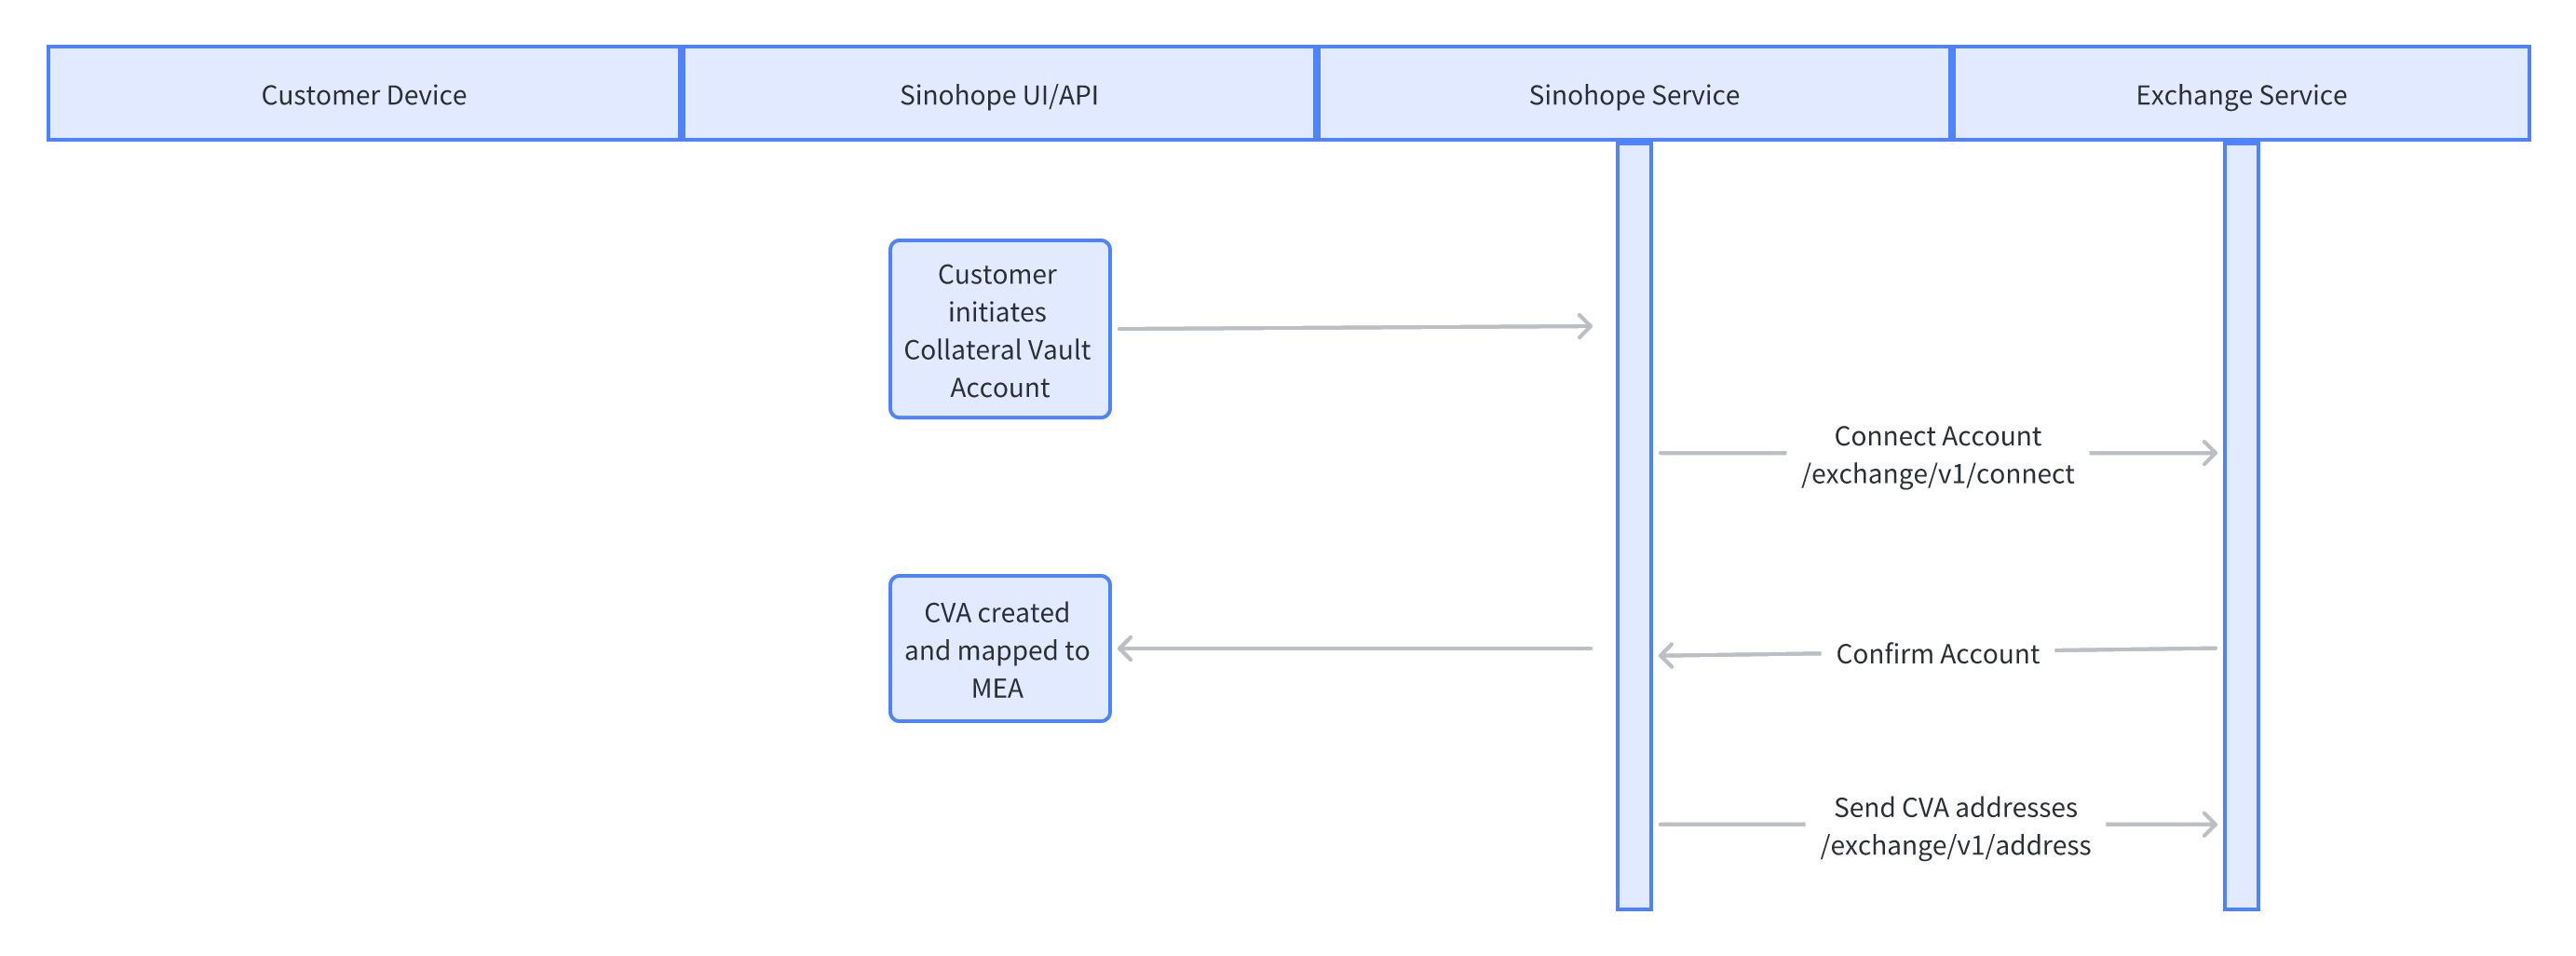 Customer Device
Sinohope UI/API
Sinohope Service
Exchange Service
Customer
initiates
Collateral Vault
Account
Connect Account
/exchange/v1/connect
CVA created
and mapped to
MEA
Confirm Account
Send CVA addresses
/exchange/v1/address